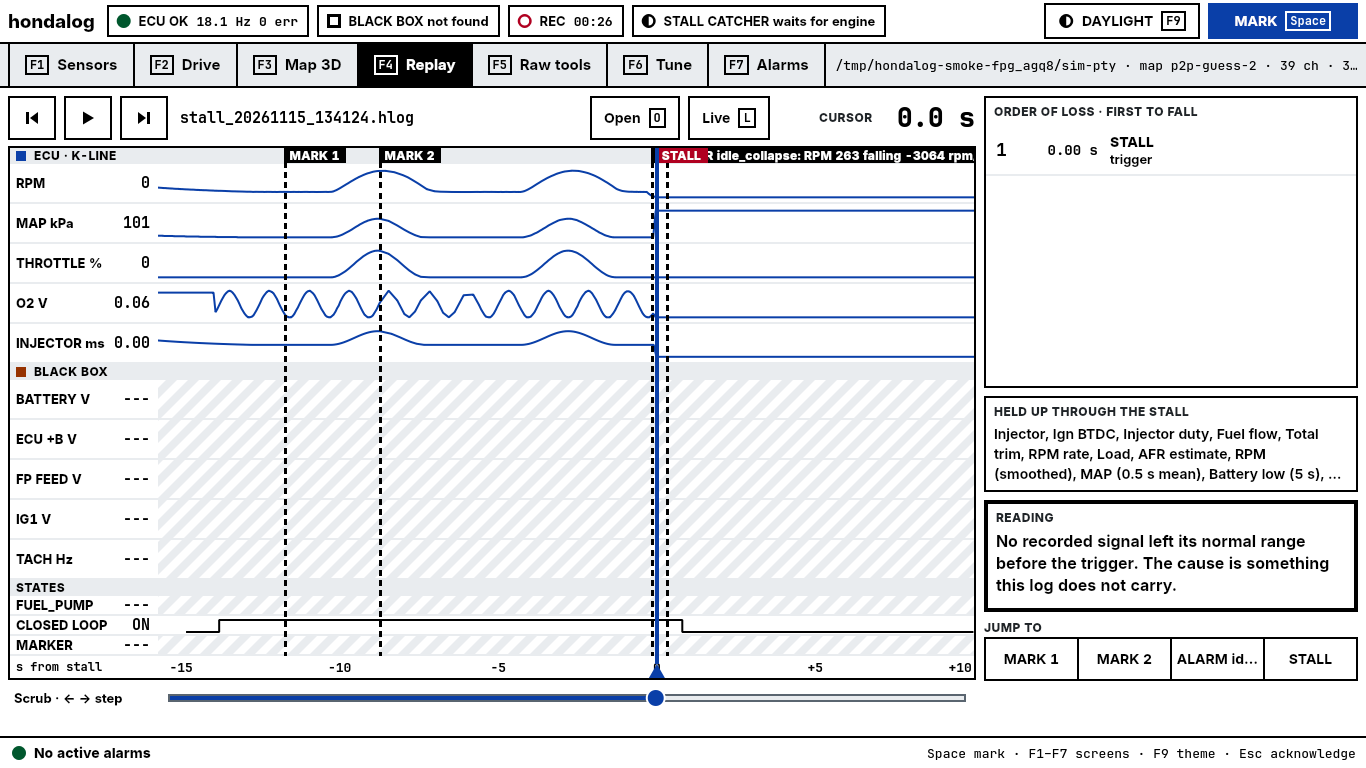 hondalog
ECU OK 18.1 Hz 0 err
BLACK BOX not found
REC 00:26
STALL CATCHER waits for engine
DAYLIGHT F9
MARK Space
F1 Sensors
F2 Drive
F3 Map 3D
F4 Replay
F5 Raw tools
F6 Tune
F7 Alarms
/tmp/hondalog-smoke-fpg_agq8/sim-pty · map p2p-guess-2 · 39 ch · 3…
stall_20261115_134124.hlog
Open O
Live L
CURSOR 0.0 s
ECU · K-LINE
MARK 1
MARK 2
STALL
R idle_collapse: RPM 263 falling -3064 rpm
RPM 0
MAP kPa 101
THROTTLE % 0
O2 V 0.06
INJECTOR ms 0.00
BLACK BOX
BATTERY V ---
ECU +B V ---
FP FEED V ---
IG1 V ---
TACH Hz ---
STATES
FUEL_PUMP ---
CLOSED LOOP ON
MARKER ---
s from stall -15 -10 -5 0 +5 +10
Scrub · ← → step
ORDER OF LOSS · FIRST TO FALL
1 0.00 s STALL
trigger
HELD UP THROUGH THE STALL
Injector, Ign BTDC, Injector duty, Fuel flow, Total
trim, RPM rate, Load, AFR estimate, RPM
(smoothed), MAP (0.5 s mean), Battery low (5 s), …
READING
No recorded signal left its normal range
before the trigger. The cause is something
this log does not carry.
JUMP TO
MARK 1
MARK 2
ALARM id…
STALL
No active alarms
Space mark · F1–F7 screens · F9 theme · Esc acknowledge